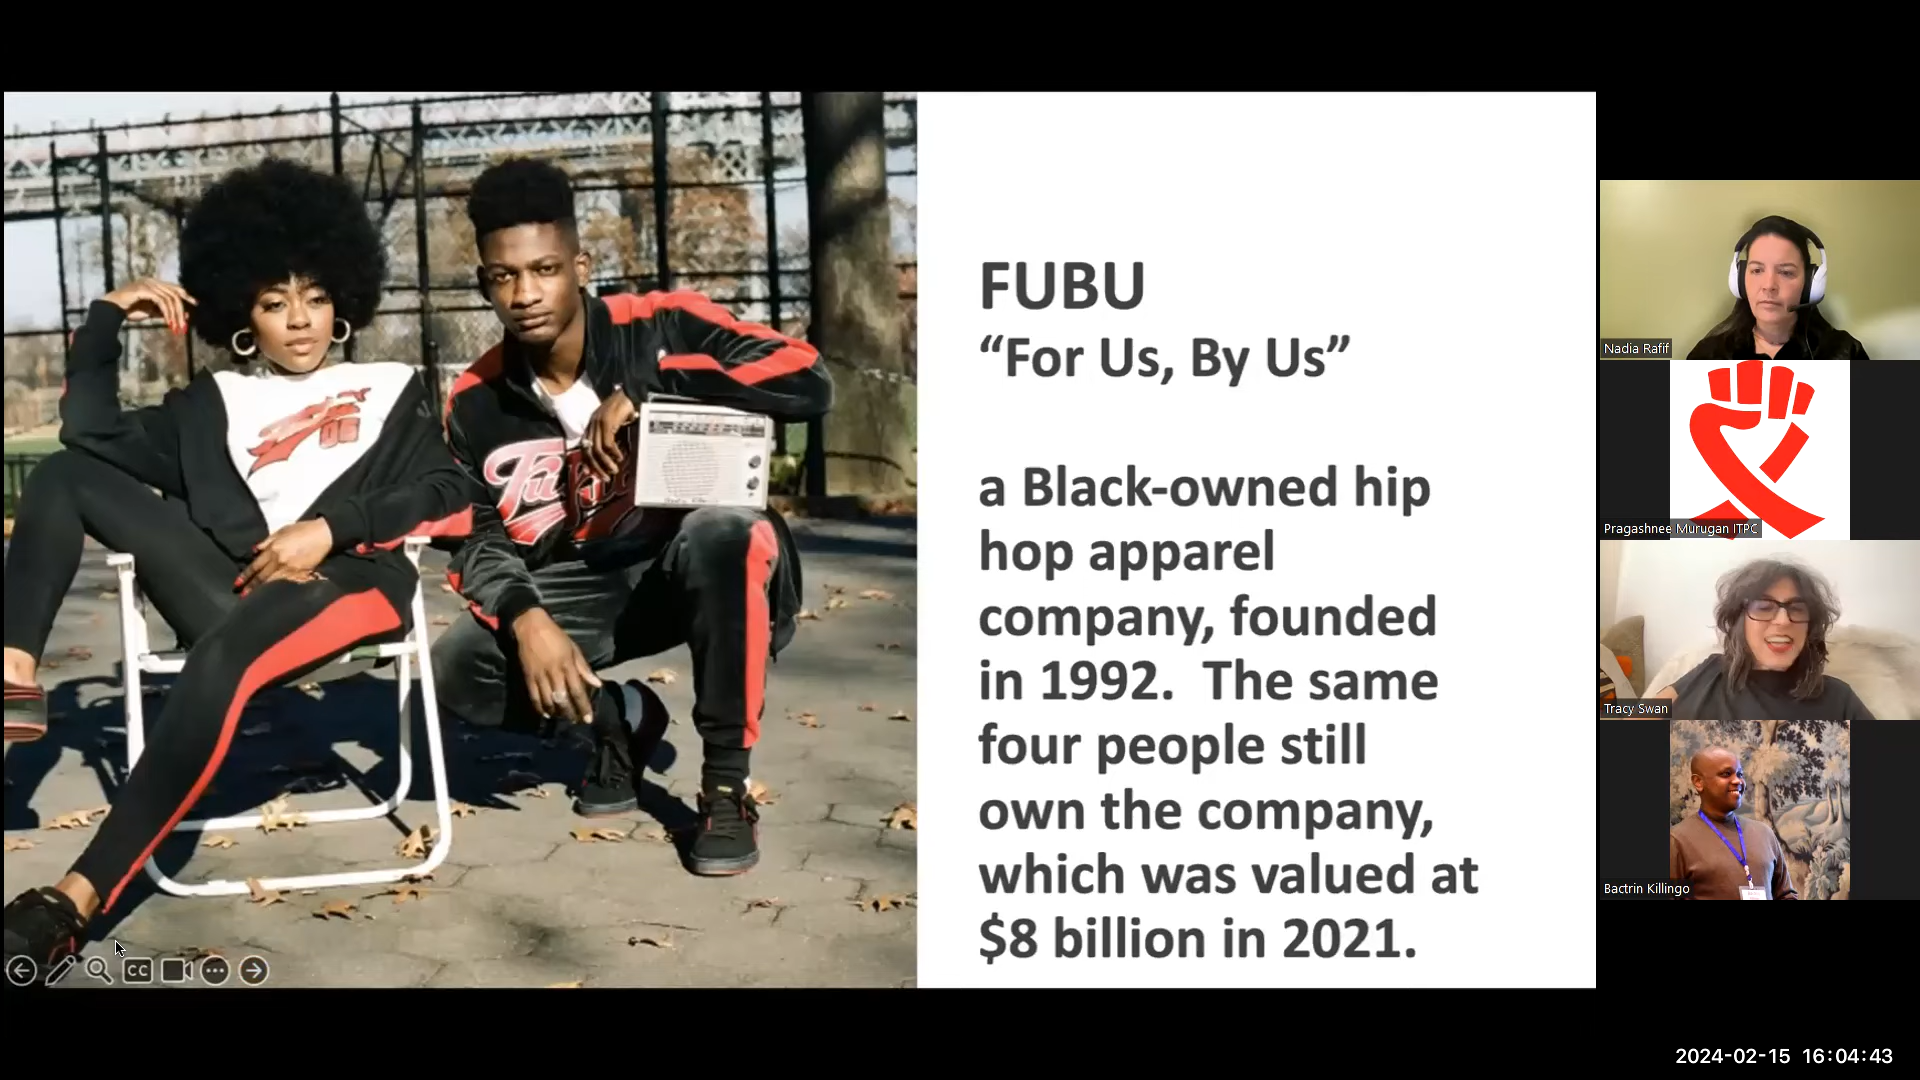 FUBU
“For Us, By Us”
a Black-owned hip
hop apparel
company, founded
in 1992.  The same
four people still
own the company,
which was valued at
$8 billion in 2021.
Nadia Rafif
Pragashnee Murugan ITPC
Tracy Swan
Bactrin Killingo
CC
2024-02-15 16:04:43